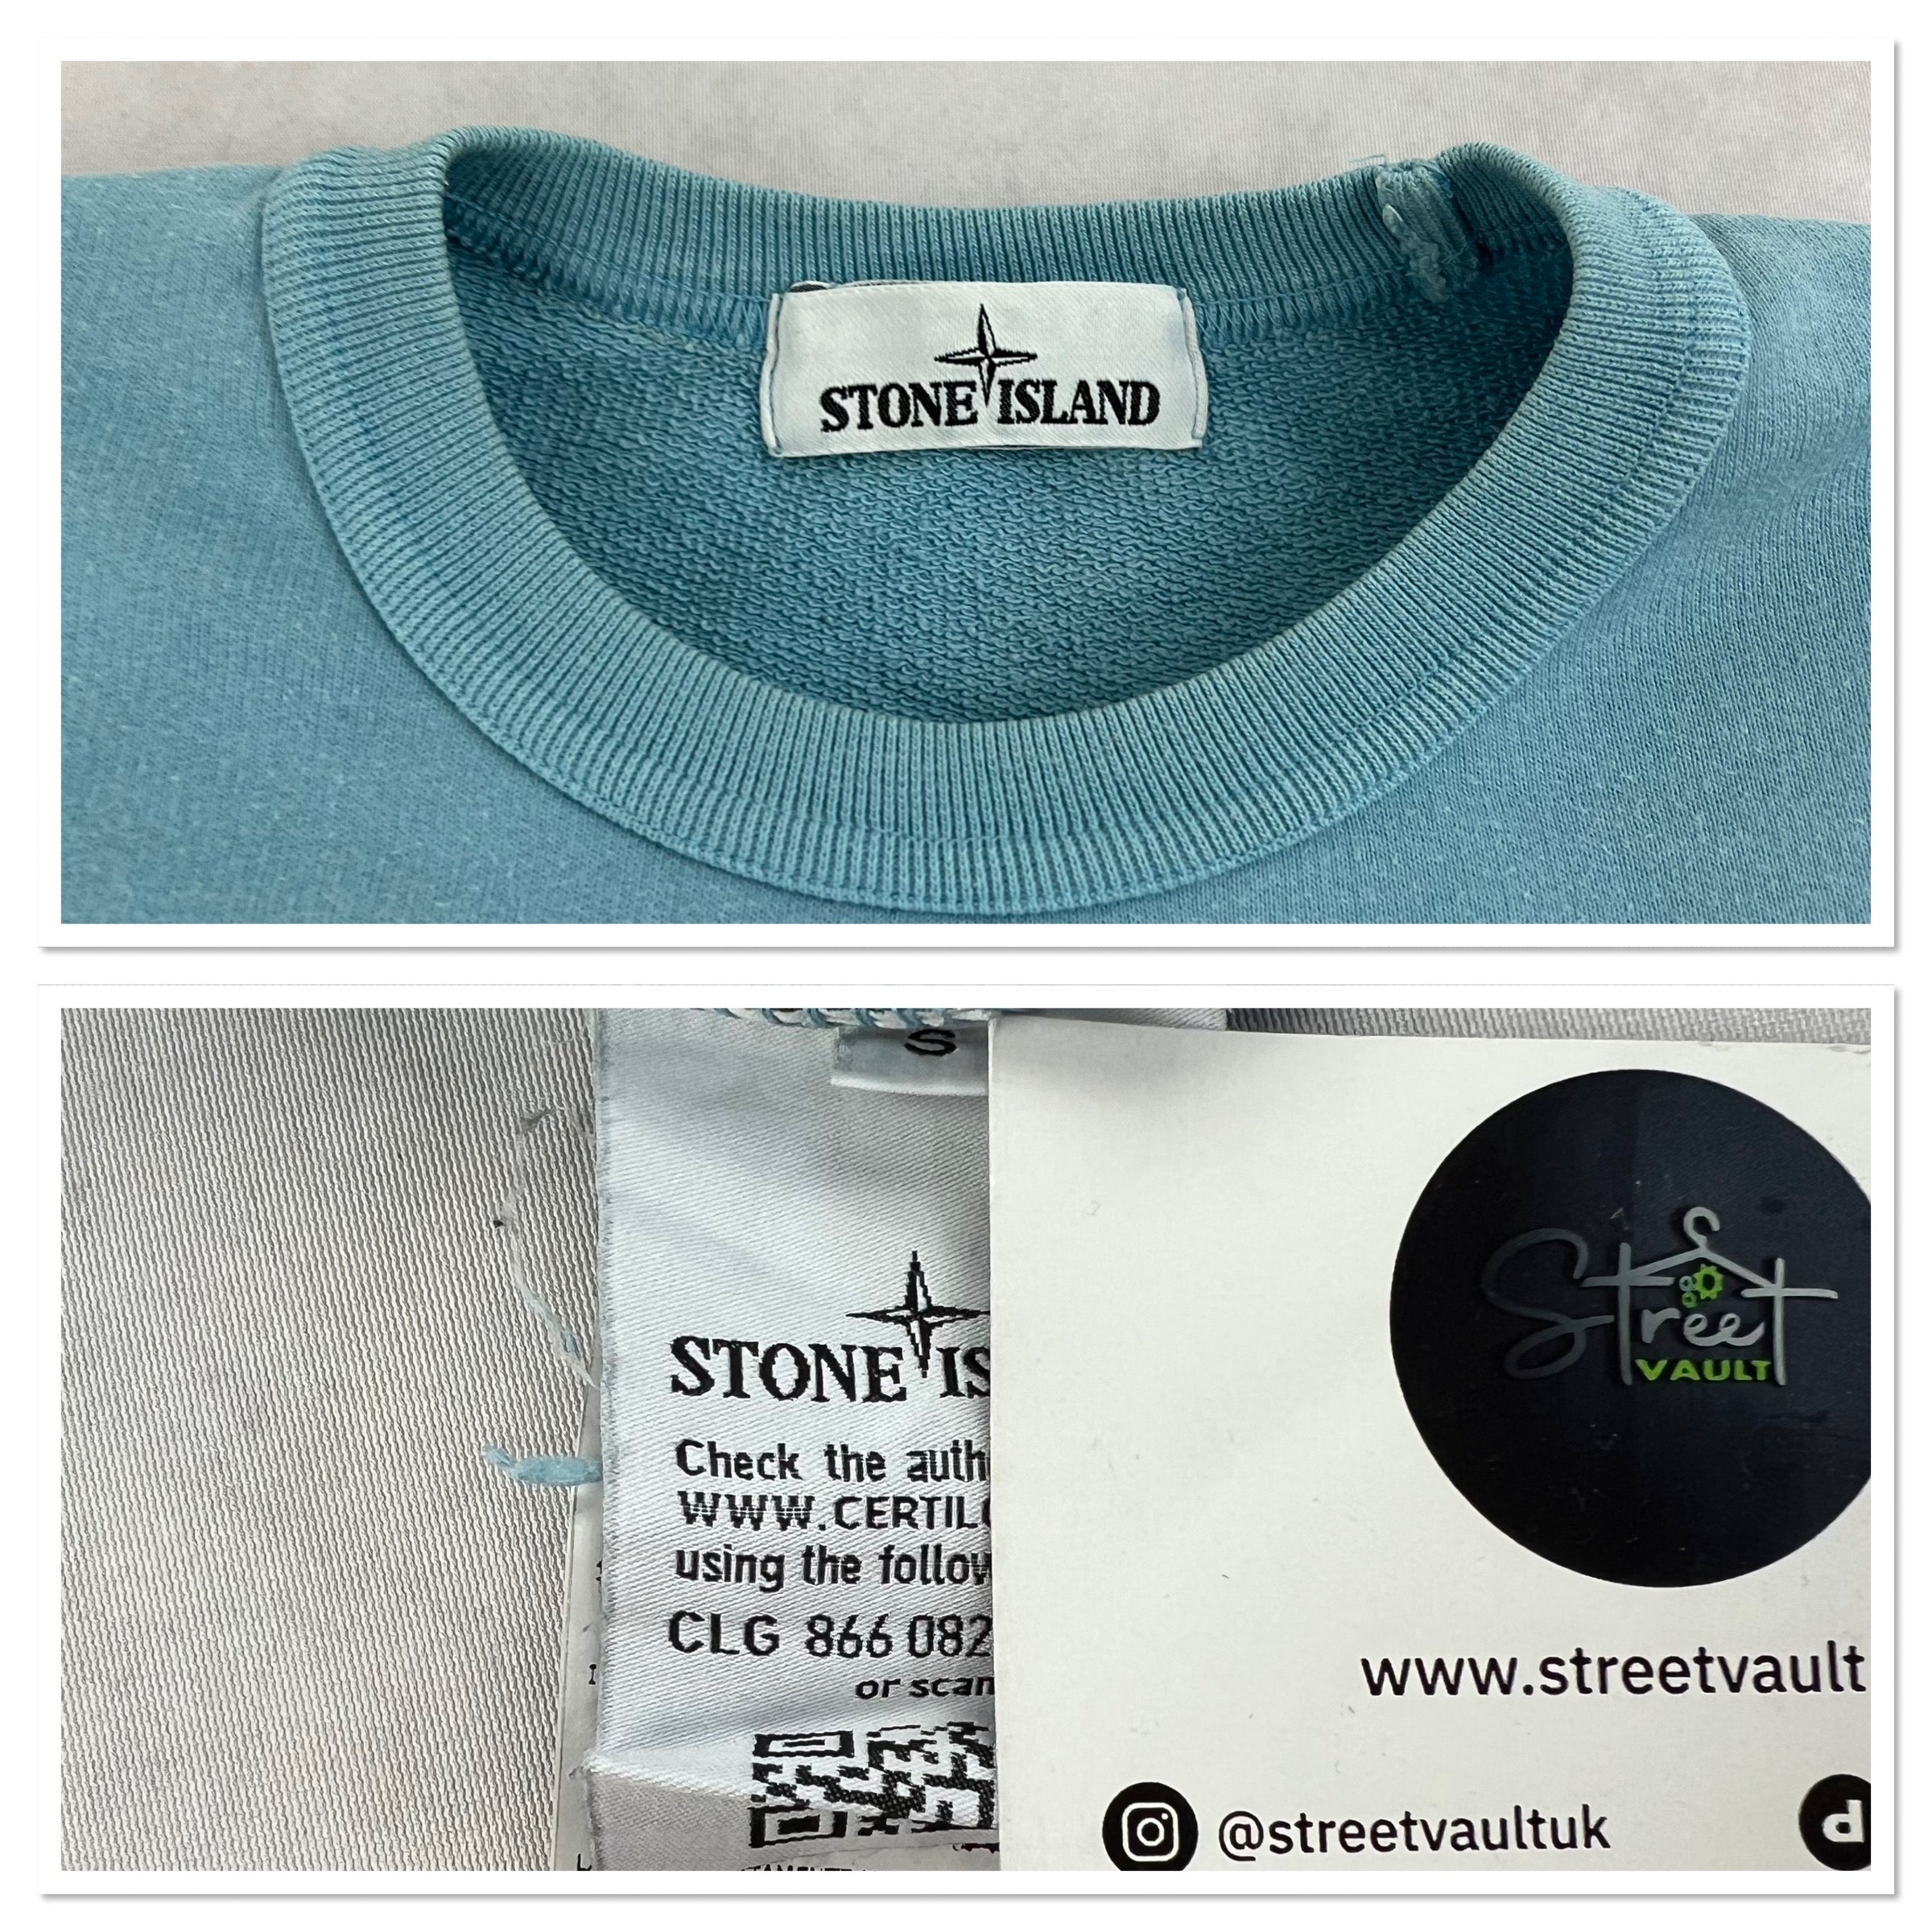 STONE ISLAND
S
STONE IS
Check the auth
WWW.CERTIL
using the follow
CLG 866 082
or scan
Street
VAULT
www.streetvault
@streetvaultuk
d